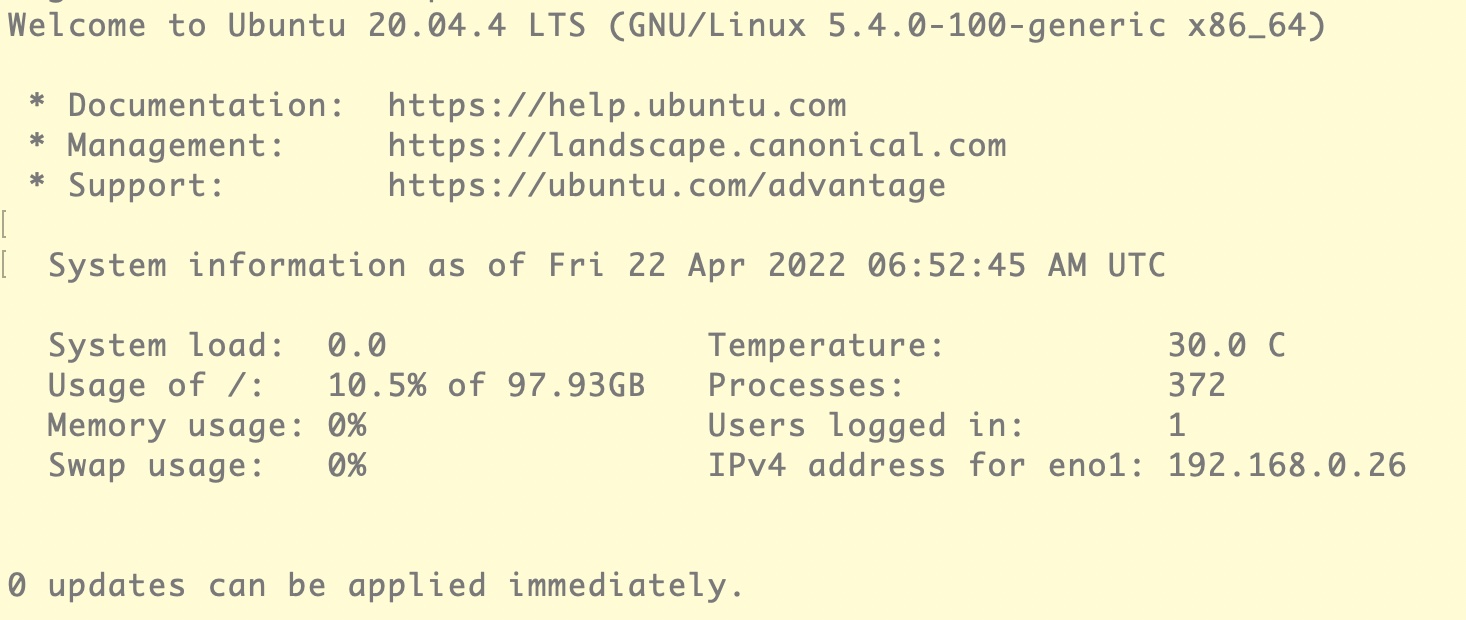 Welcome to Ubuntu 20.04.4 LTS (GNU/Linux 5.4.0-100-generic x86_64)
* Documentation:  https://help.ubuntu.com
* Management:     https://landscape.canonical.com
* Support:        https://ubuntu.com/advantage
System information as of Fri 22 Apr 2022 06:52:45 AM UTC
System load:  0.0                Temperature:           30.0 C
Usage of /:   10.5% of 97.93GB   Processes:             372
Memory usage: 0%                 Users logged in:       1
Swap usage:   0%                 IPv4 address for eno1: 192.168.0.26
0 updates can be applied immediately.